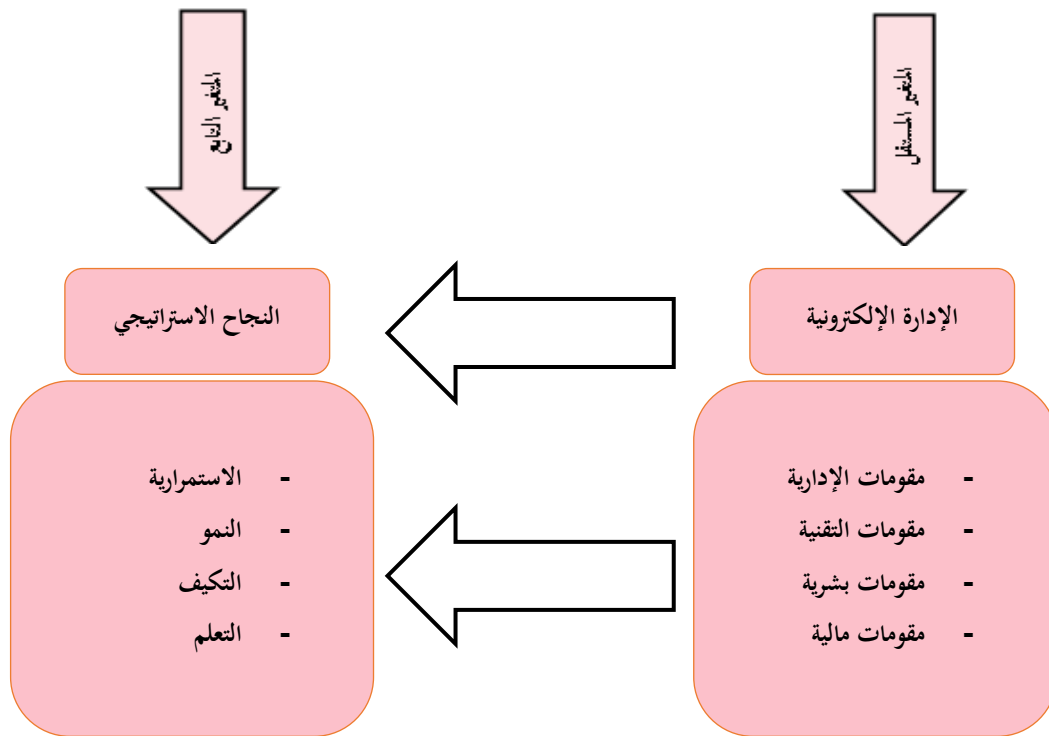 المتغير المستقل
المتغير التابع
الإدارة الإلكترونية
النجاح الاستراتيجي
- مقومات الإدارية
- مقومات التقنية
- مقومات بشرية
- مقومات مالية
- الاستمرارية
- النمو
- التكيف
- التعلم